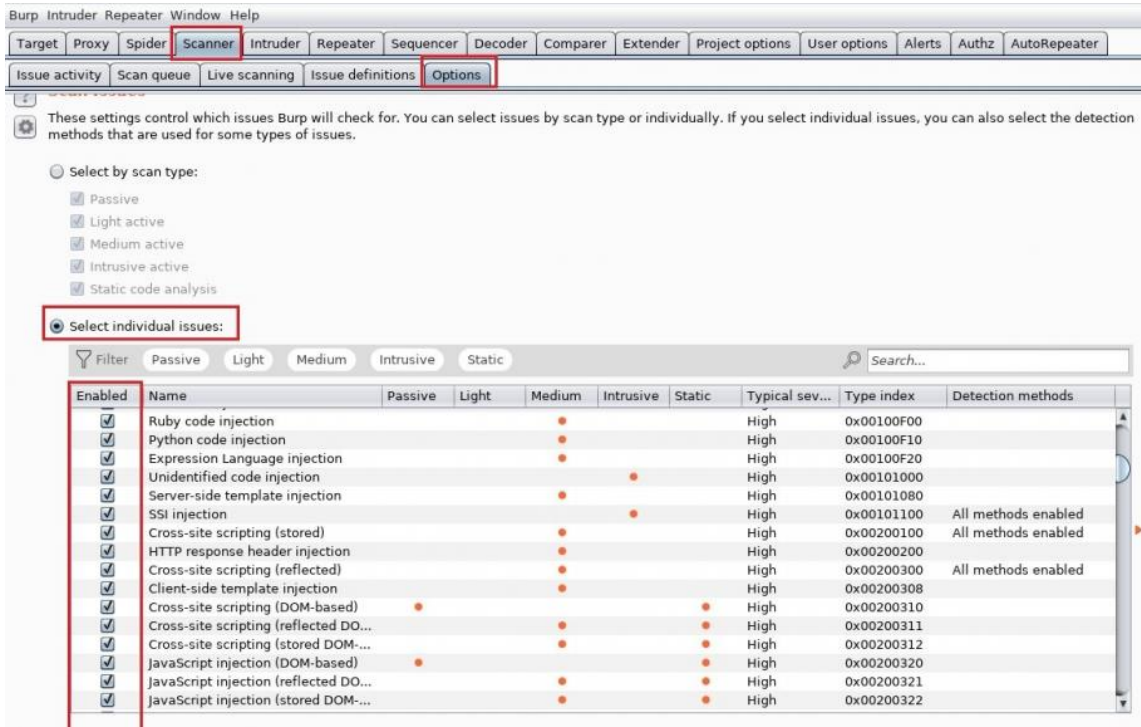 Burp Intruder Repeater Window Help
Target Proxy Spider Scanner Intruder Repeater Sequencer Decoder Comparer Extender Project options User options Alerts Authz AutoRepeater
Issue activity Scan queue Live scanning Issue definitions Options
These settings control which issues Burp will check for. You can select issues by scan type or individually. If you select individual issues, you can also select the detection
methods that are used for some types of issues.
Select by scan type:
Passive
Light active
Medium active
Intrusive active
Static code analysis
Select individual issues:
Filter Passive Light Medium Intrusive Static Search...
Enabled Name Passive Light Medium Intrusive Static Typical sev... Type index Detection methods
Ruby code injection High 0x00100F00
Python code injection High 0x00100F10
Expression Language injection High 0x00100F20
Unidentified code injection High 0x00101000
Server-side template injection High 0x00101080
SSI injection High 0x00101100 All methods enabled
Cross-site scripting (stored) High 0x00200100 All methods enabled
HTTP response header injection High 0x00200200
Cross-site scripting (reflected) High 0x00200300 All methods enabled
Client-side template injection High 0x00200308
Cross-site scripting (DOM-based) High 0x00200310
Cross-site scripting (reflected DO... High 0x00200311
Cross-site scripting (stored DOM-... High 0x00200312
JavaScript injection (DOM-based) High 0x00200320
JavaScript injection (reflected DO... High 0x00200321
JavaScript injection (stored DOM-... High 0x00200322